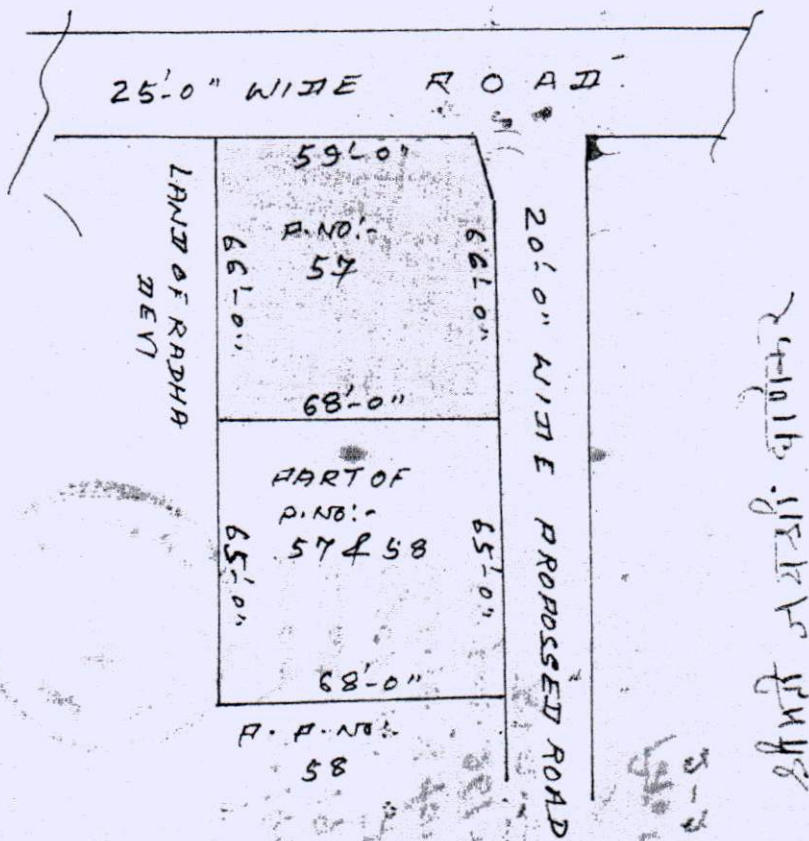 25'-0" WIDE ROAD
59'-0"
P.NO:-
57
66'-0"
66'-0"
68'-0"
LAND OF RADHA
DEVI
20'-0" WIDE PROPOSSED ROAD
PART OF
P.NO:-
57 & 58
65'-0"
65'-0"
68'-0"
P. P. NO:-
58